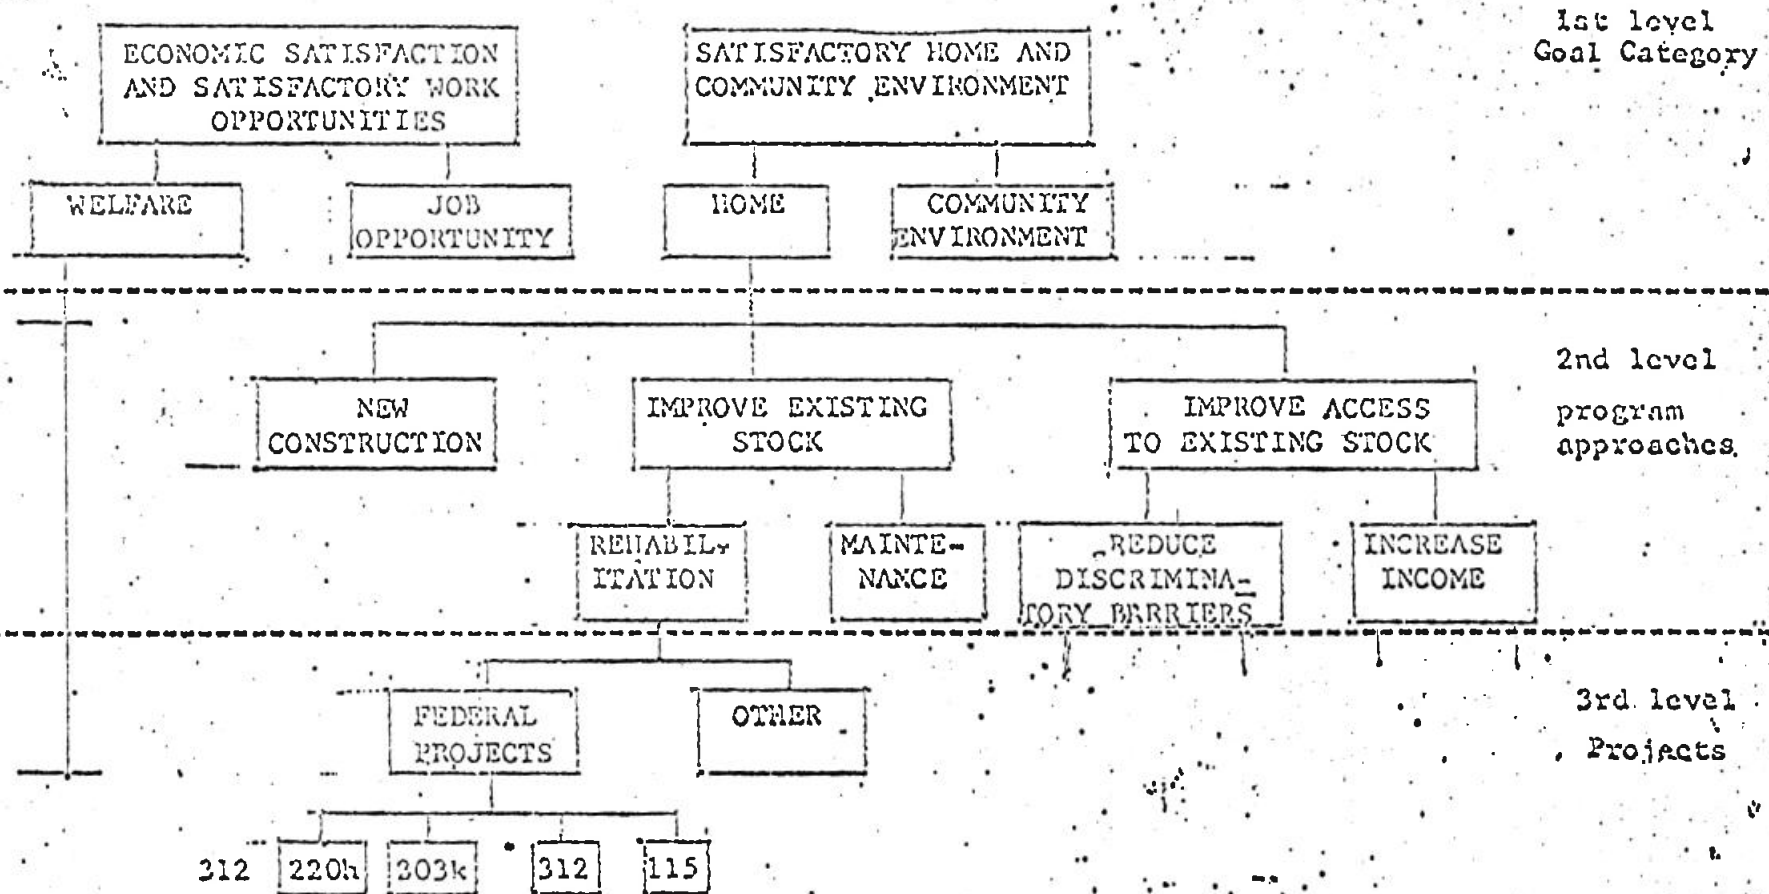 1st level
Goal Category
ECONOMIC SATISFACTION
AND SATISFACTORY WORK
OPPORTUNITIES
SATISFACTORY HOME AND
COMMUNITY ENVIRONMENT
WELFARE
JOB
OPPORTUNITY
HOME
COMMUNITY
ENVIRONMENT
2nd level
program
approaches
NEW
CONSTRUCTION
IMPROVE EXISTING
STOCK
IMPROVE ACCESS
TO EXISTING STOCK
REHABIL-
ITATION
MAINTE-
NANCE
REDUCE
DISCRIMINA-
TORY BARRIERS
INCREASE
INCOME
3rd level
Projects
FEDERAL
PROJECTS
OTHER
312
220h
203k
312
115